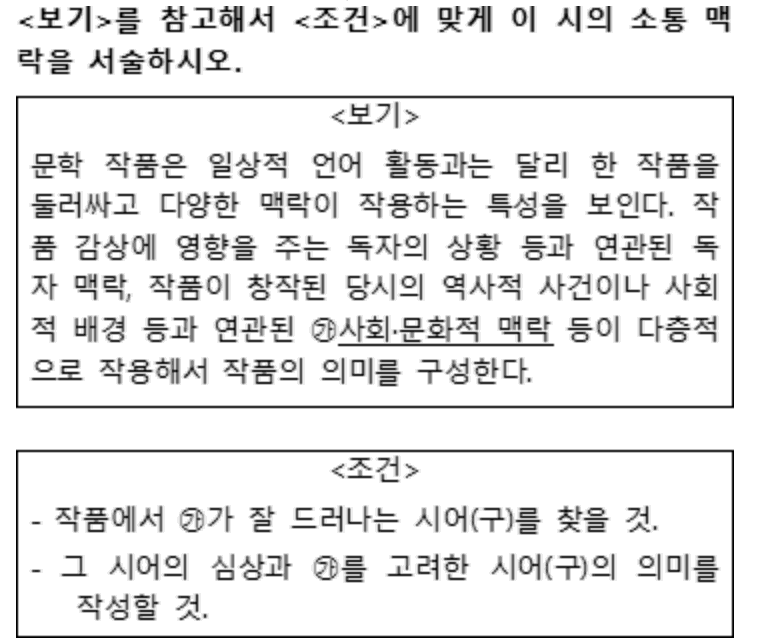 <보기>를 참고해서 <조건>에 맞게 이 시의 소통 맥
락을 서술하시오.
<보기>
문학 작품은 일상적 언어 활동과는 달리 한 작품을
둘러싸고 다양한 맥락이 작용하는 특성을 보인다. 작
품 감상에 영향을 주는 독자의 상황 등과 연관된 독
자 맥락, 작품이 창작된 당시의 역사적 사건이나 사회
적 배경 등과 연관된 ㉮사회·문화적 맥락 등이 다층적
으로 작용해서 작품의 의미를 구성한다.
<조건>
- 작품에서 ㉮가 잘 드러나는 시어(구)를 찾을 것.
- 그 시어의 심상과 ㉮를 고려한 시어(구)의 의미를
작성할 것.